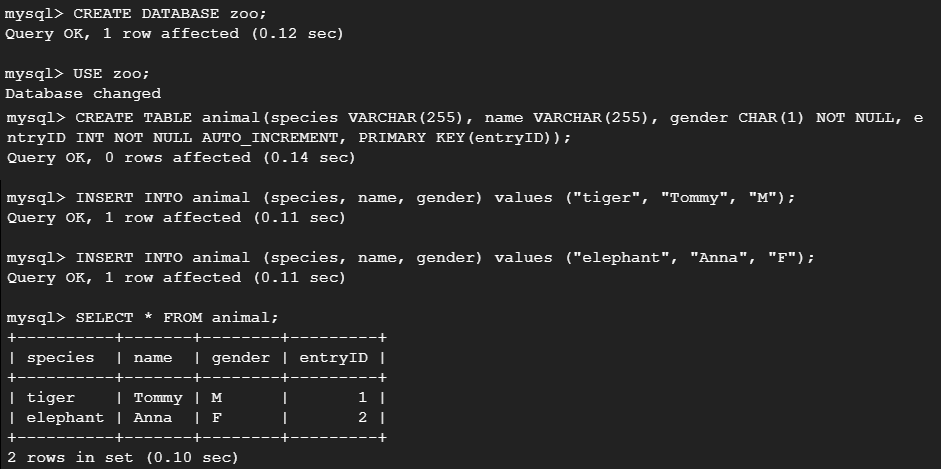 mysql> CREATE DATABASE zoo;
Query OK, 1 row affected (0.12 sec)
mysql> USE zoo;
Database changed
mysql> CREATE TABLE animal(species VARCHAR(255), name VARCHAR(255), gender CHAR(1) NOT NULL, e
ntryID INT NOT NULL AUTO_INCREMENT, PRIMARY KEY(entryID));
Query OK, 0 rows affected (0.14 sec)
mysql> INSERT INTO animal (species, name, gender) values ("tiger", "Tommy", "M");
Query OK, 1 row affected (0.11 sec)
mysql> INSERT INTO animal (species, name, gender) values ("elephant", "Anna", "F");
Query OK, 1 row affected (0.11 sec)
mysql> SELECT * FROM animal;
+----------+-------+--------+---------+
| species  | name  | gender | entryID |
+----------+-------+--------+---------+
| tiger    | Tommy | M      |       1 |
| elephant | Anna  | F      |       2 |
+----------+-------+--------+---------+
2 rows in set (0.10 sec)